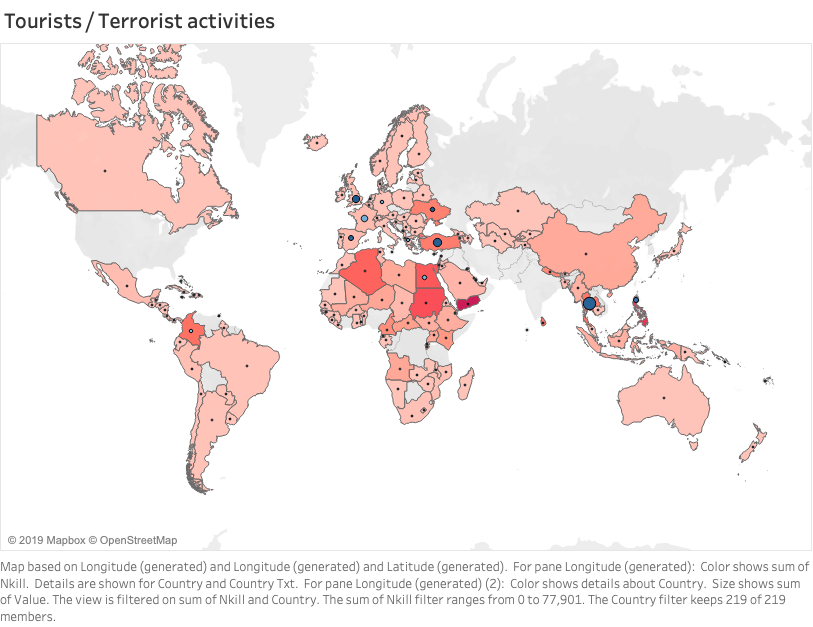 Tourists / Terrorist activities
© 2019 Mapbox © OpenStreetMap
Map based on Longitude (generated) and Longitude (generated) and Latitude (generated).  For pane Longitude (generated):  Color shows sum of
Nkill.  Details are shown for Country and Country Txt.  For pane Longitude (generated) (2):  Color shows details about Country.  Size shows sum
of Value. The view is filtered on sum of Nkill and Country. The sum of Nkill filter ranges from 0 to 77,901. The Country filter keeps 219 of 219
members.